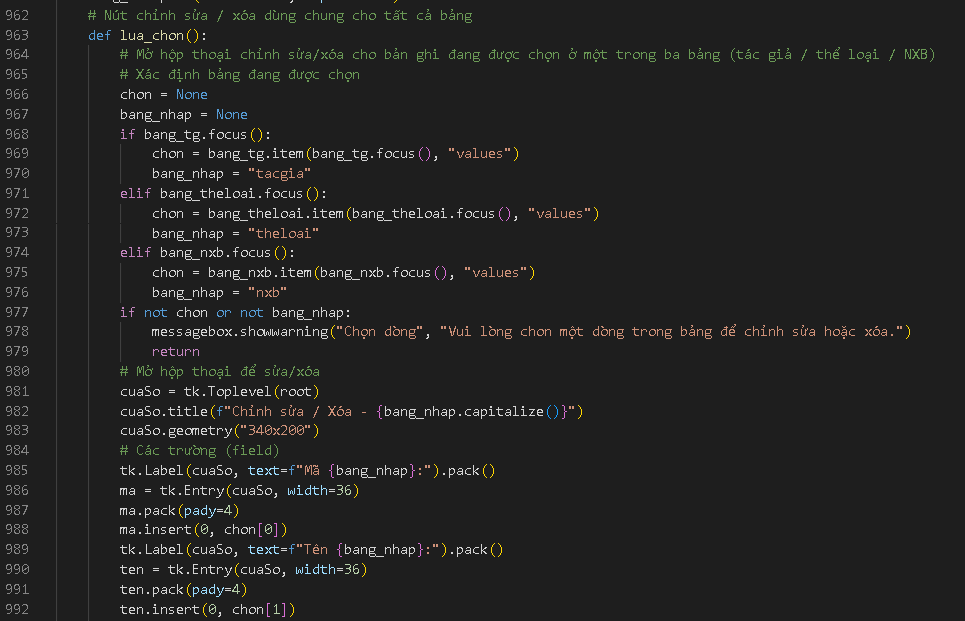 962 # Nút chỉnh sửa / xóa dùng chung cho tất cả bảng
963 def lua_chon():
964 # Mở hộp thoại chỉnh sửa/xóa cho bản ghi đang được chọn ở một trong ba bảng (tác giả / thể loại / NXB)
965 # Xác định bảng đang được chọn
966 chon = None
967 bang_nhap = None
968 if bang_tg.focus():
969 chon = bang_tg.item(bang_tg.focus(), "values")
970 bang_nhap = "tacgia"
971 elif bang_theloai.focus():
972 chon = bang_theloai.item(bang_theloai.focus(), "values")
973 bang_nhap = "theloai"
974 elif bang_nxb.focus():
975 chon = bang_nxb.item(bang_nxb.focus(), "values")
976 bang_nhap = "nxb"
977 if not chon or not bang_nhap:
978 messagebox.showwarning("Chọn dòng", "Vui lòng chon một dòng trong bảng để chỉnh sửa hoặc xóa.")
979 return
980 # Mở hộp thoại để sửa/xóa
981 cuaSo = tk.Toplevel(root)
982 cuaSo.title(f"Chỉnh sửa / Xóa - {bang_nhap.capitalize()}")
983 cuaSo.geometry("340x200")
984 # Các trường (field)
985 tk.Label(cuaSo, text=f"Mã {bang_nhap}:").pack()
986 ma = tk.Entry(cuaSo, width=36)
987 ma.pack(pady=4)
988 ma.insert(0, chon[0])
989 tk.Label(cuaSo, text=f"Tên {bang_nhap}:").pack()
990 ten = tk.Entry(cuaSo, width=36)
991 ten.pack(pady=4)
992 ten.insert(0, chon[1])